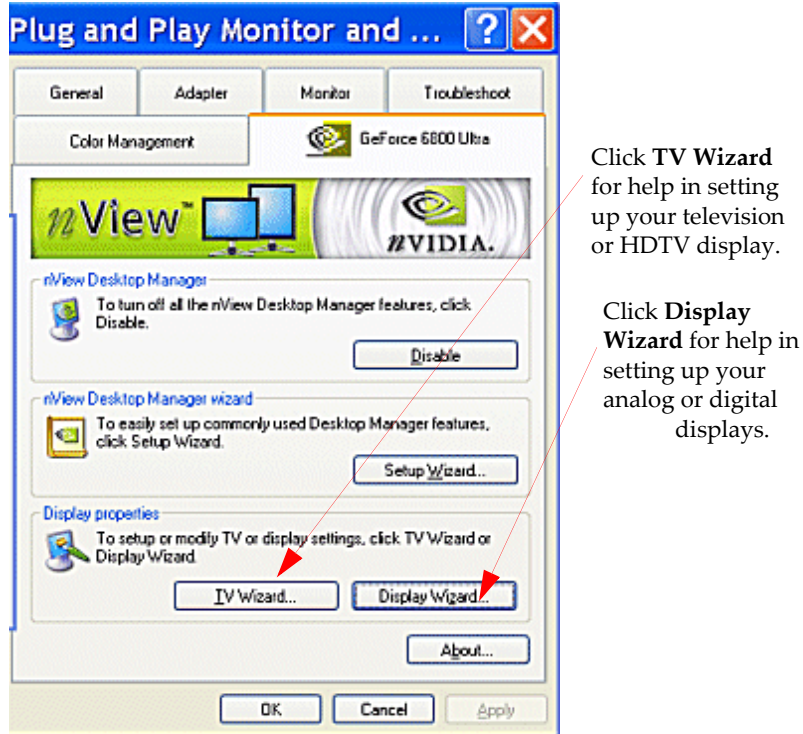 Plug and Play Monitor and ...
General Adapter Monitor Troubleshoot
Color Management GeForce 6800 Ultra
nView™ nVIDIA.
nView Desktop Manager
To turn off all the nView Desktop Manager features, click
Disable.
Disable
nView Desktop Manager wizard
To easily set up commonly used Desktop Manager features,
click Setup Wizard.
Setup Wizard...
Display properties
To setup or modify TV or display settings, click TV Wizard or
Display Wizard.
TV Wizard... Display Wizard...
About...
OK Cancel Apply
Click TV Wizard
for help in setting
up your television
or HDTV display.
Click Display
Wizard for help in
setting up your
analog or digital
displays.